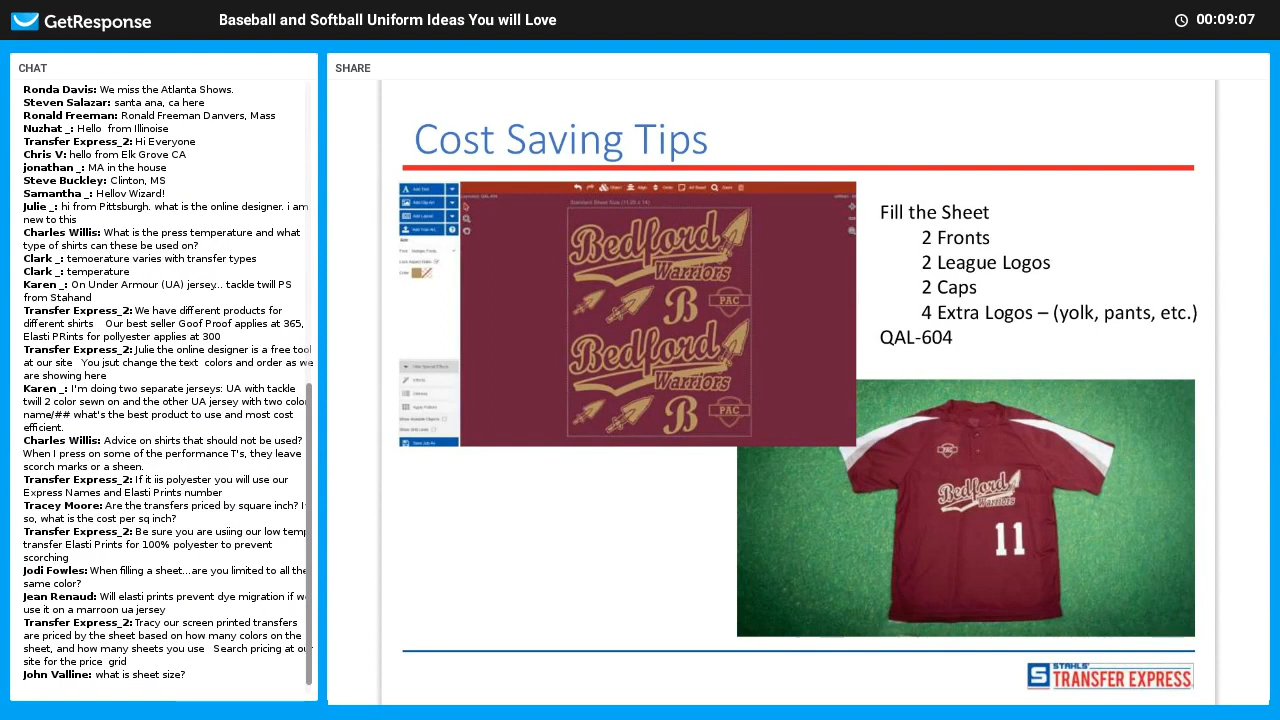 GetResponse
Baseball and Softball Uniform Ideas You will Love
00:09:07
CHAT
Ronda Davis: We miss the Atlanta Shows.
Steven Salazar: santa ana, ca here
Ronald Freeman: Ronald Freeman Danvers, Mass
Nuzhat _: Hello from Illinoise
Transfer Express_2: Hi Everyone
Chris V: hello from Elk Grove CA
jonathan _: MA in the house
Steve Buckley: Clinton, MS
Samantha _: Hellov Wizard!!
Julie _: hi from Pittsburgh. what is the online designer. i am
new to this
Charles Willis: What is the press temperature and what
type of shirts can these be used on?
Clark _: temoerature varies with transfer types
Clark _: temperature
Karen _: On Under Armour (UA) jersey... tackle twill PS
from Stahand
Transfer Express_2: We have different products for
different shirts Our best seller Goof Proof applies at 365,
Elasti PRints for pollyester applies at 300
Transfer Express_2: Julie the online designer is a free tool
at our site You jsut change the text colors and order as we
are showing here
Karen _: I'm doing two separate jerseys: UA with tackle
twill 2 color sewn on and the other UA jersey with two color
name/## what's the best product to use and most cost
efficient.
Charles Willis: Advice on shirts that should not be used?
When I press on some of the performance T's, they leave
scorch marks or a sheen.
Transfer Express_2: If it iis polyester you will use our
Express Names and Elasti Prints number
Tracey Moore: Are the transfers priced by square inch? If
so, what is the cost per sq inch?
Transfer Express_2: Be sure you are usiing our low temp
transfer Elasti Prints for 100% polyester to prevent
scorching
Jodi Fowles: When filling a sheet...are you limited to all the
same color?
Jean Renaud: Will elasti prints prevent dye migration if we
use it on a marroon ua jersey
Transfer Express_2: Tracy our screen printed transfers
are priced by the sheet based on how many colors on the
sheet, and how many sheets you use Search pricing at our
site for the price grid
John Valline: what is sheet size?
SHARE
Cost Saving Tips
Add Text
Add Clip Art
Add Layout
Standard Sheet Size (11.25 x 14)
Bedford
Warriors
B
PAC
Bedford
Warriors
B
PAC
Save Job As
Fill the Sheet
2 Fronts
2 League Logos
2 Caps
4 Extra Logos – (yolk, pants, etc.)
QAL-604
PAC
Bedford
Warriors
11
S STAHLS'
TRANSFER EXPRESS